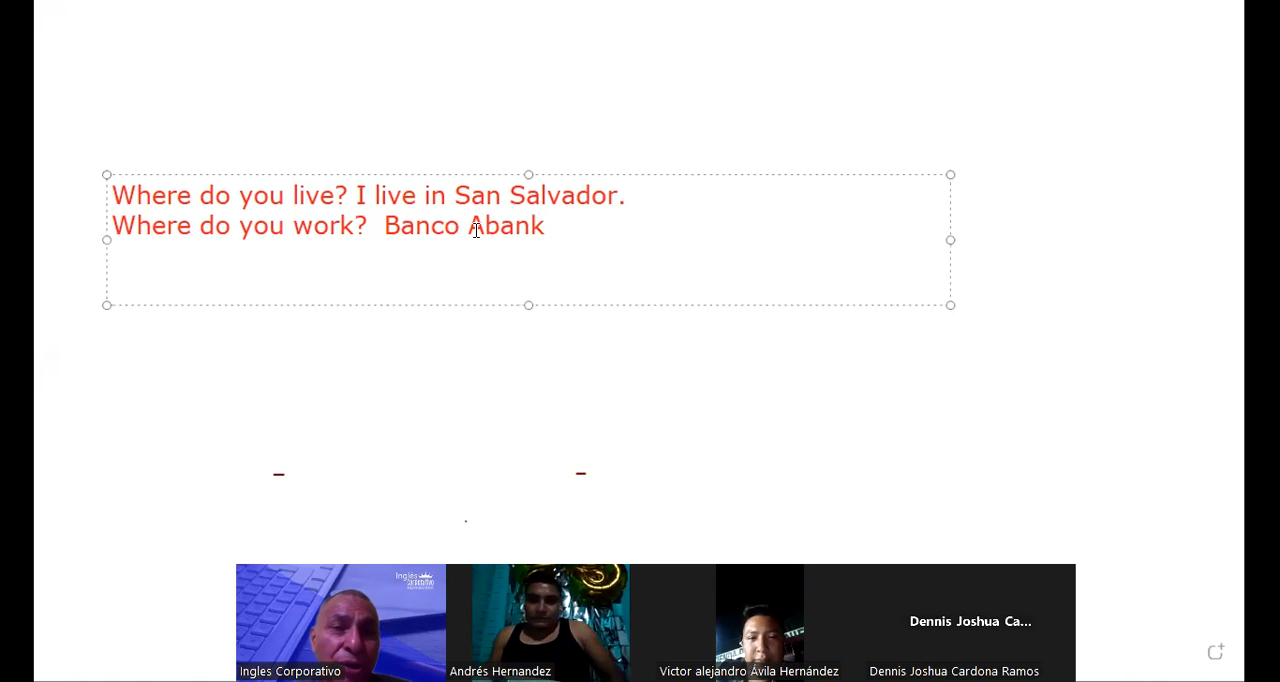 Where do you live? I live in San Salvador.
Where do you work?  Banco Abank
Dennis Joshua Ca...
Inglés
Ingles Corporativo
Andrés Hernandez
Victor alejandro Ávila Hernández
Dennis Joshua Cardona Ramos